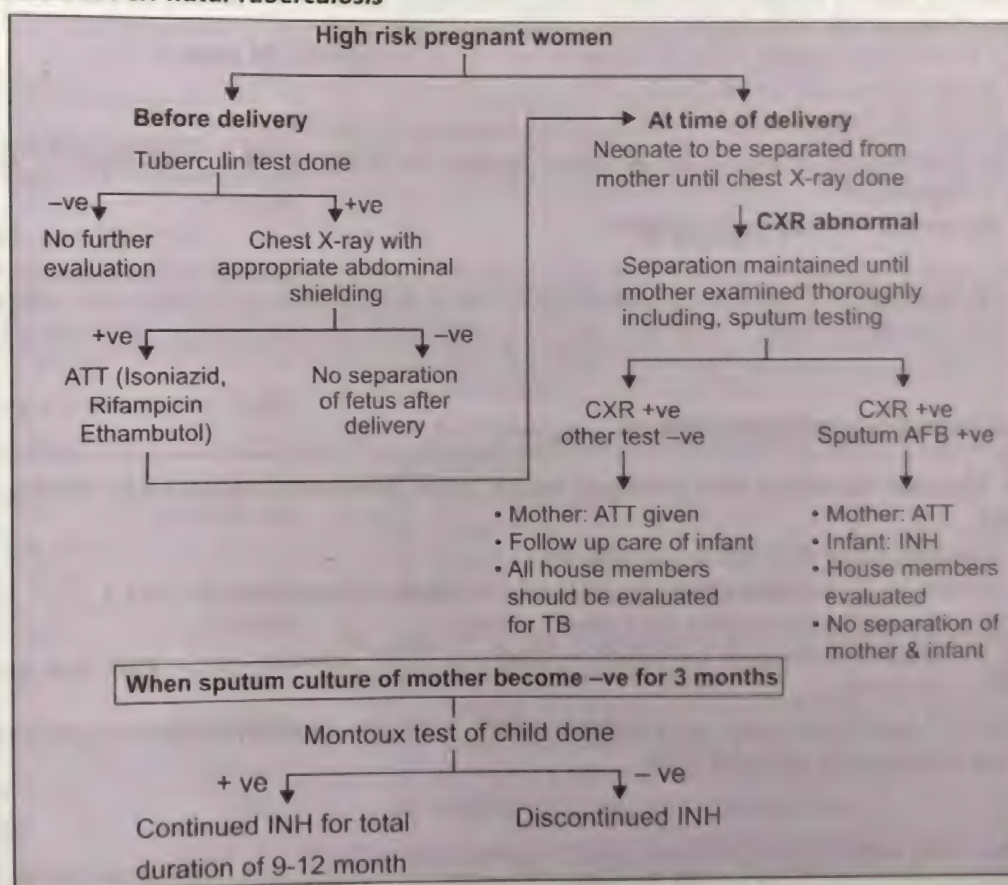 natal Tuberculosis
High risk pregnant women
Before delivery
Tuberculin test done
–ve
+ve
No further
evaluation
Chest X-ray with
appropriate abdominal
shielding
+ve
–ve
ATT (Isoniazid,
Rifampicin
Ethambutol)
No separation
of fetus after
delivery
At time of delivery
Neonate to be separated from
mother until chest X-ray done
CXR abnormal
Separation maintained until
mother examined thoroughly
including, sputum testing
CXR +ve
other test –ve
CXR +ve
Sputum AFB +ve
• Mother: ATT given
• Follow up care of infant
• All house members
should be evaluated
for TB
• Mother: ATT
• Infant: INH
• House members
evaluated
• No separation of
mother & infant
When sputum culture of mother become –ve for 3 months
Montoux test of child done
+ ve
– ve
Continued INH for total
duration of 9-12 month
Discontinued INH